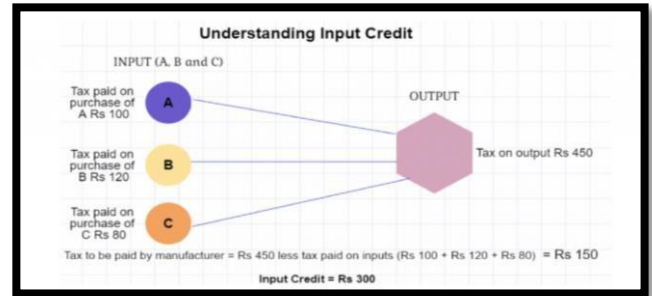 Understanding Input Credit
INPUT (A, B and C)
Tax paid on
purchase of
A Rs 100
A
OUTPUT
Tax paid on
purchase of
B Rs 120
B
Tax on output Rs 450
Tax paid on
purchase of
C Rs 80
C
Tax to be paid by manufacturer = Rs 450 less tax paid on inputs (Rs 100 + Rs 120 + Rs 80) = Rs 150
Input Credit = Rs 300